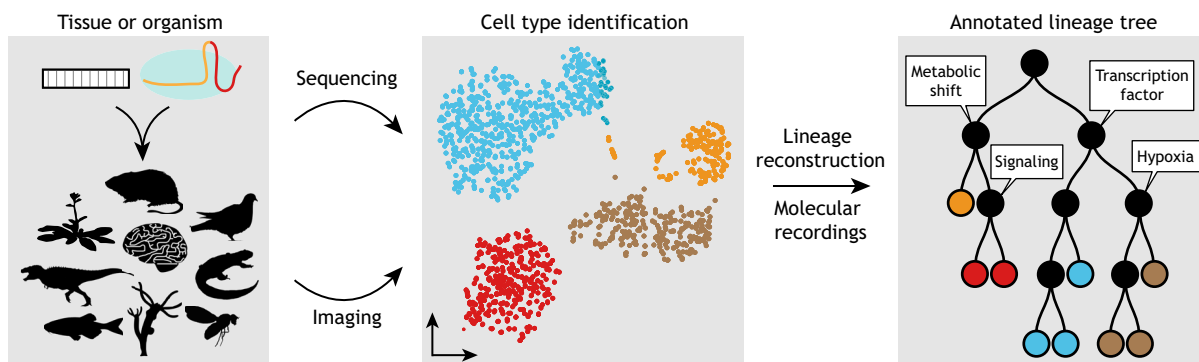 Tissue or organism
Cell type identification
Annotated lineage tree
Sequencing
Imaging
Lineage
reconstruction
Molecular
recordings
Metabolic
shift
Transcription
factor
Signaling
Hypoxia